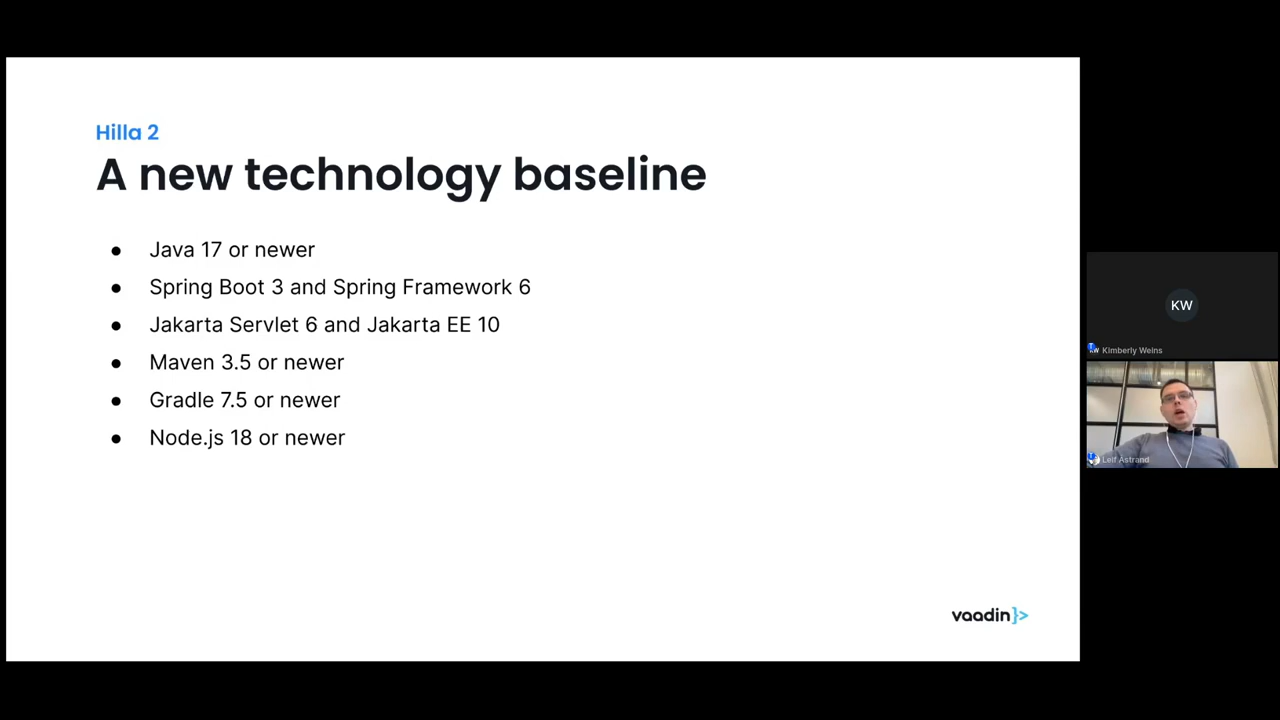 Hilla 2
A new technology baseline
● Java 17 or newer
● Spring Boot 3 and Spring Framework 6
● Jakarta Servlet 6 and Jakarta EE 10
● Maven 3.5 or newer
● Gradle 7.5 or newer
● Node.js 18 or newer
vaadin}>
KW
Kimberly Weins
Leif Åstrand